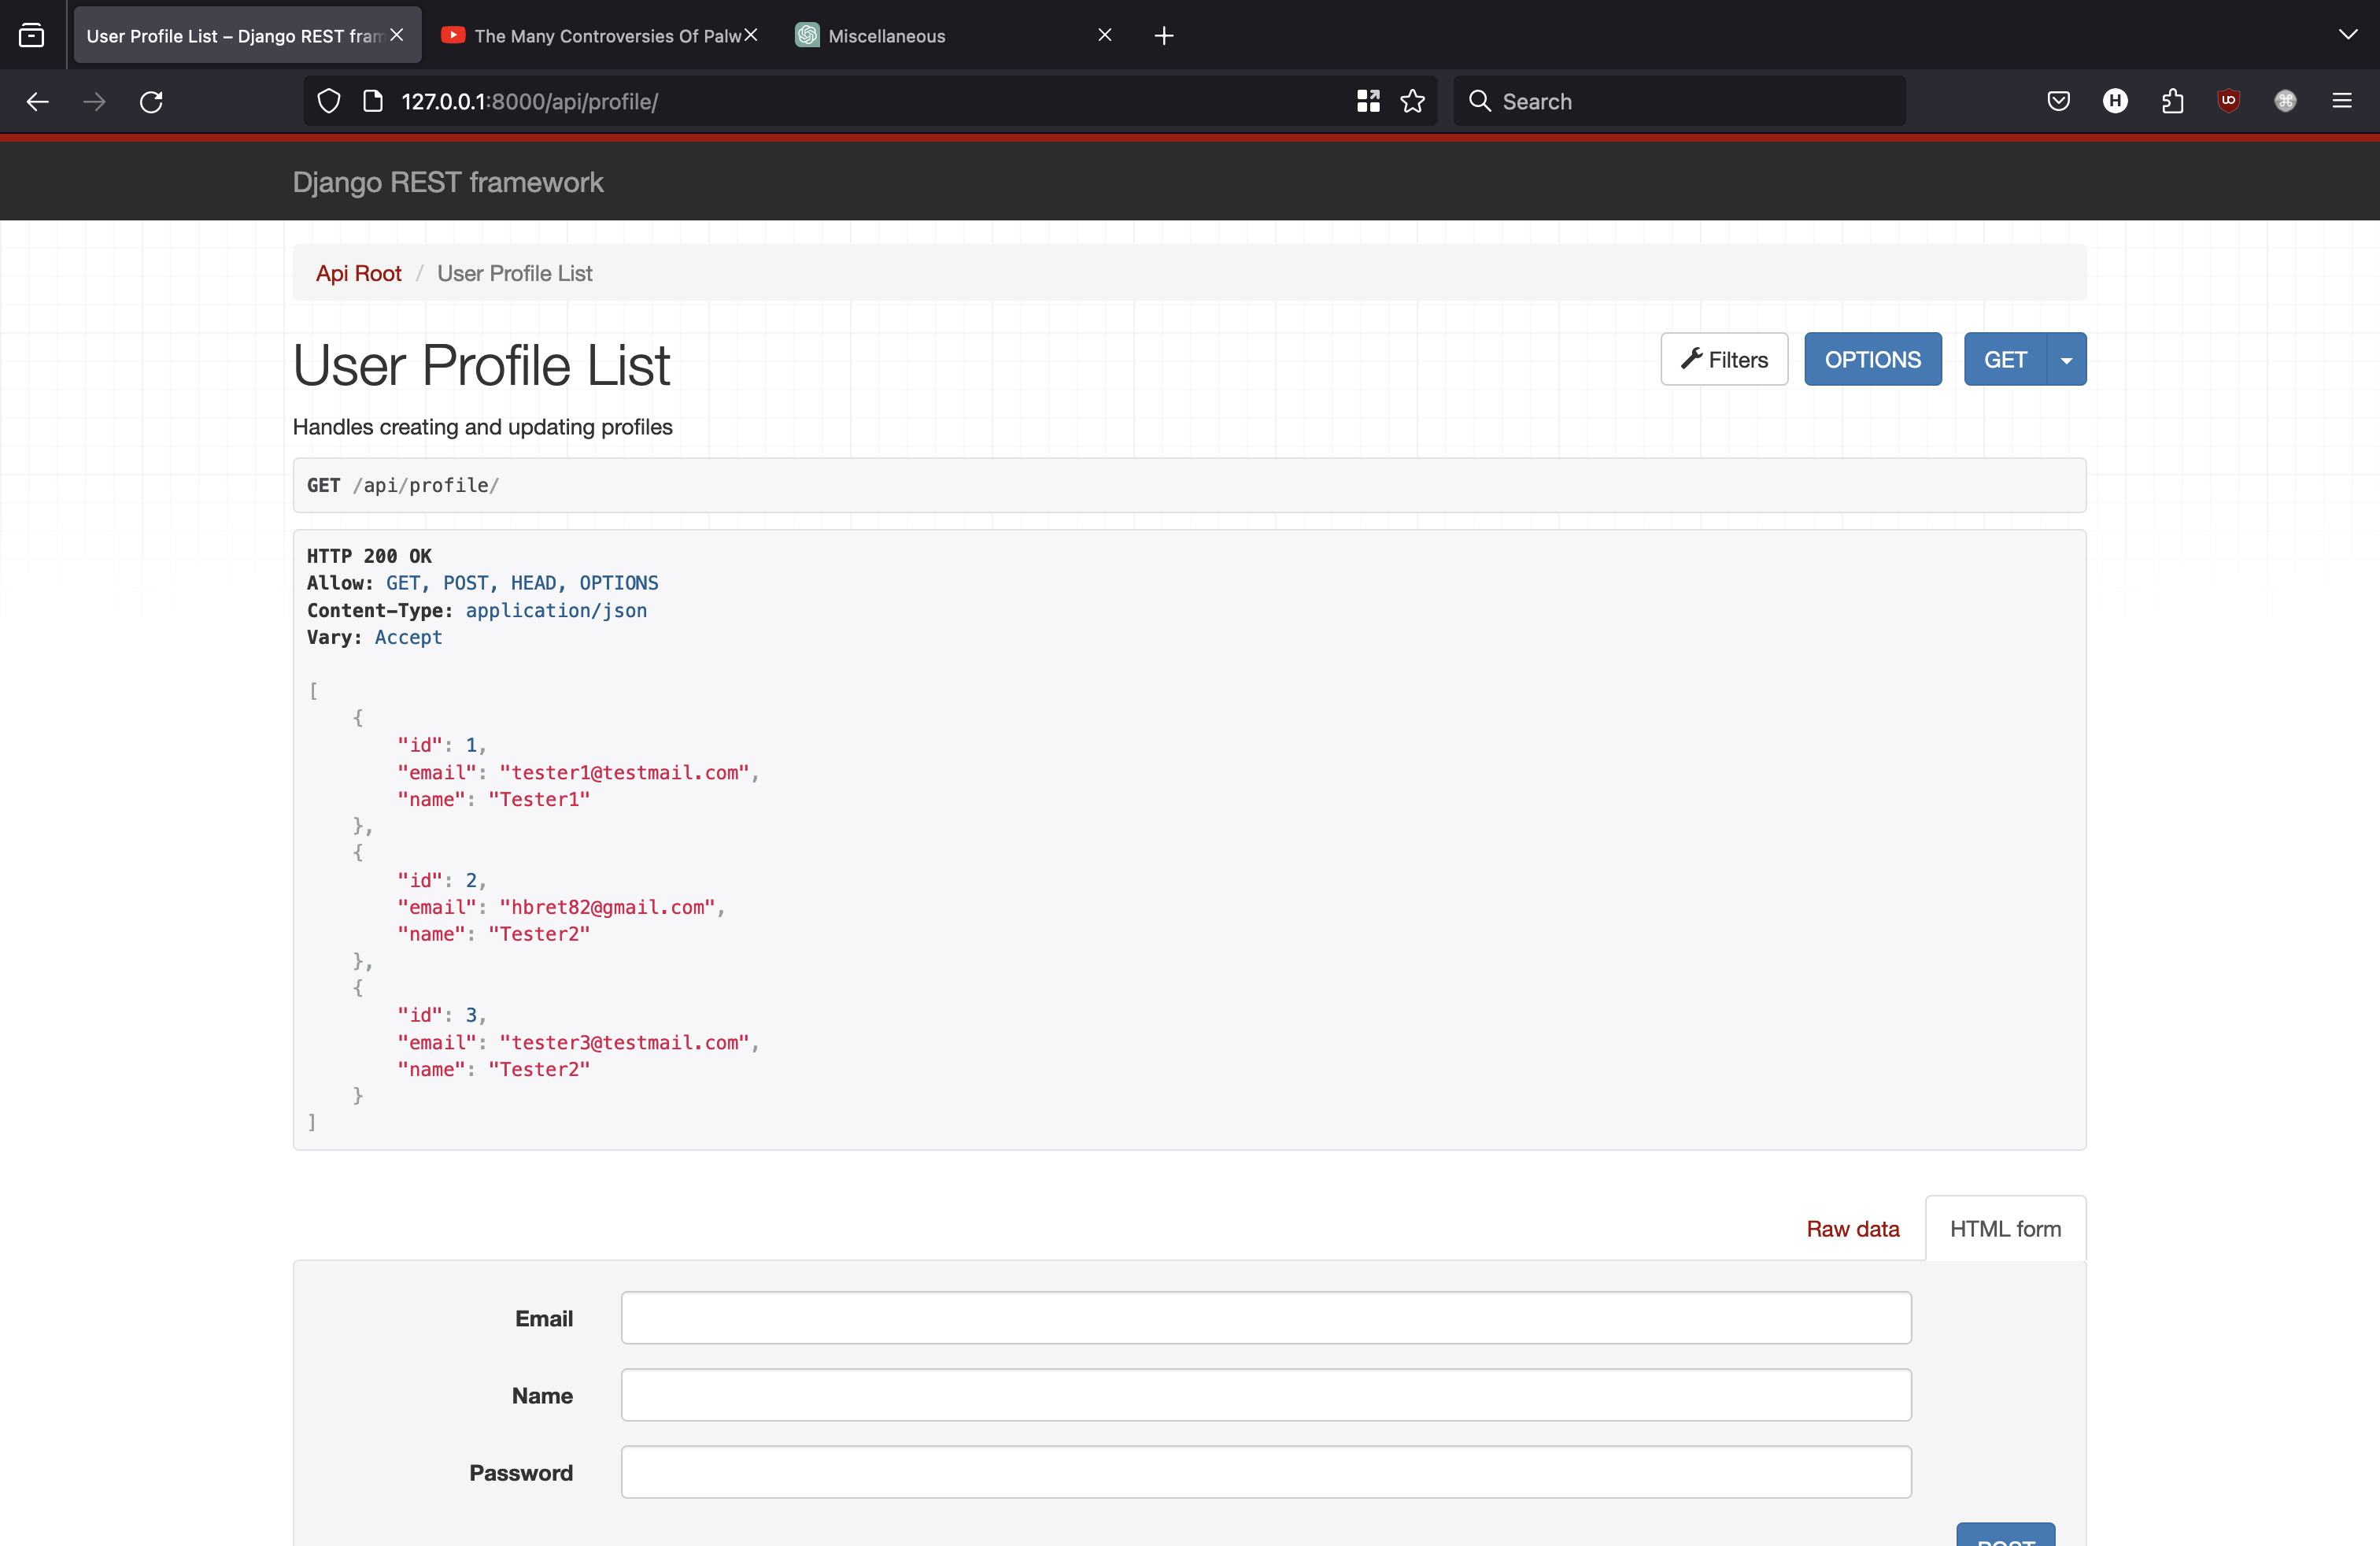 User Profile List – Django REST fram
The Many Controversies Of Palw
Miscellaneous
127.0.0.1:8000/api/profile/
Search
Django REST framework
Api Root / User Profile List
User Profile List
Filters
OPTIONS
GET
Handles creating and updating profiles
GET /api/profile/
HTTP 200 OK
Allow: GET, POST, HEAD, OPTIONS
Content-Type: application/json
Vary: Accept
[
    {
        "id": 1,
        "email": "tester1@testmail.com",
        "name": "Tester1"
    },
    {
        "id": 2,
        "email": "hbret82@gmail.com",
        "name": "Tester2"
    },
    {
        "id": 3,
        "email": "tester3@testmail.com",
        "name": "Tester2"
    }
]
Raw data
HTML form
Email
Name
Password
POST